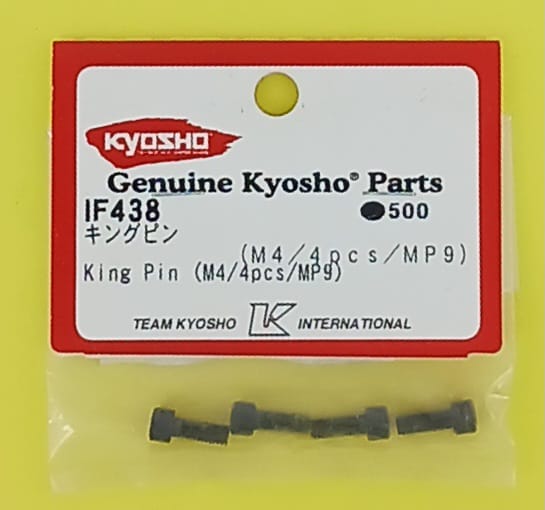 KYOSHO
Genuine Kyosho® Parts
IF438 ●500
キングピン
(M4/4pcs/MP9)
King Pin (M4/4pcs/MP9)
TEAM KYOSHO K INTERNATIONAL